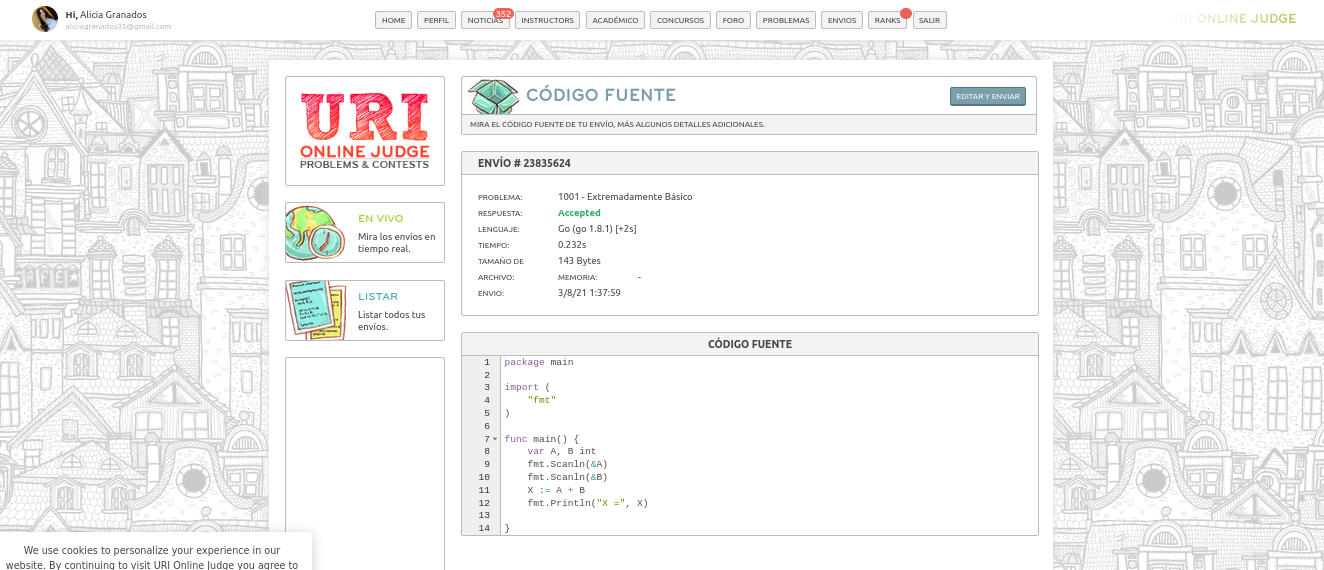 Hi, Alicia Granados
aliciagranados35@gmail.com
HOME
PERFIL
NOTICIAS
352
INSTRUCTORS
ACADÉMICO
CONCURSOS
FORO
PROBLEMAS
ENVIOS
RANKS
SALIR
URI ONLINE JUDGE
URI
ONLINE JUDGE
PROBLEMS & CONTESTS
EN VIVO
Mira los envíos en
tiempo real.
LISTAR
Listar todos tus
envíos.
CÓDIGO FUENTE
EDITAR Y ENVIAR
MIRA EL CÓDIGO FUENTE DE TU ENVÍO, MÁS ALGUNOS DETALLES ADICIONALES.
ENVÍO # 23835624
PROBLEMA: 1001 - Extremadamente Básico
RESPUESTA: Accepted
LENGUAJE: Go (go 1.8.1) [+2s]
TIEMPO: 0.232s
TAMAÑO DE 143 Bytes
ARCHIVO: MEMORIA: -
ENVIO: 3/8/21 1:37:59
CÓDIGO FUENTE
1 package main
2
3 import (
4     "fmt"
5 )
6
7 func main() {
8     var A, B int
9     fmt.Scanln(&A)
10     fmt.Scanln(&B)
11     X := A + B
12     fmt.Println("X =", X)
13
14 }
We use cookies to personalize your experience in our
website. By continuing to visit URI Online Judge you agree to